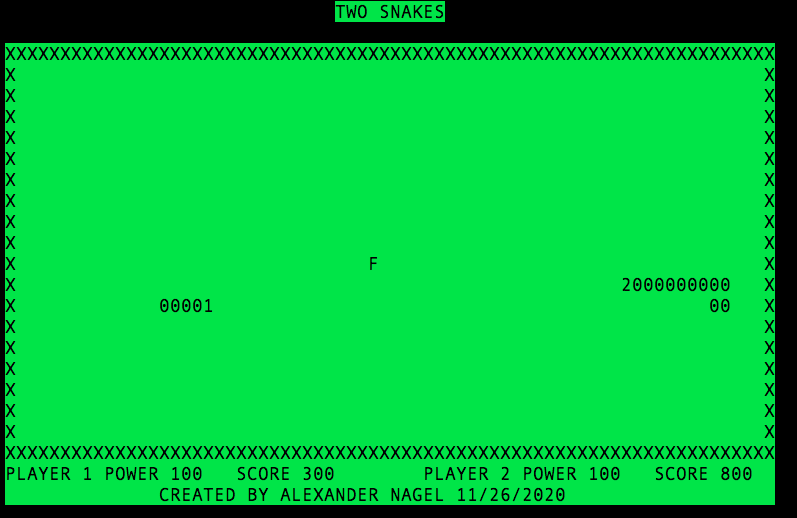 TWO SNAKES
XXXXXXXXXXXXXXXXXXXXXXXXXXXXXXXXXXXXXXXXXXXXXXXXXXXXXXXXXXXXXXXXXXXXXX
X X
X X
X X
X X
X X
X X
X X
X X
X X
X F X
X 2000000000 X
X 00001 00 X
X X
X X
X X
X X
X X
X X
XXXXXXXXXXXXXXXXXXXXXXXXXXXXXXXXXXXXXXXXXXXXXXXXXXXXXXXXXXXXXXXXXXXXXX
PLAYER 1 POWER 100 SCORE 300 PLAYER 2 POWER 100 SCORE 800
CREATED BY ALEXANDER NAGEL 11/26/2020